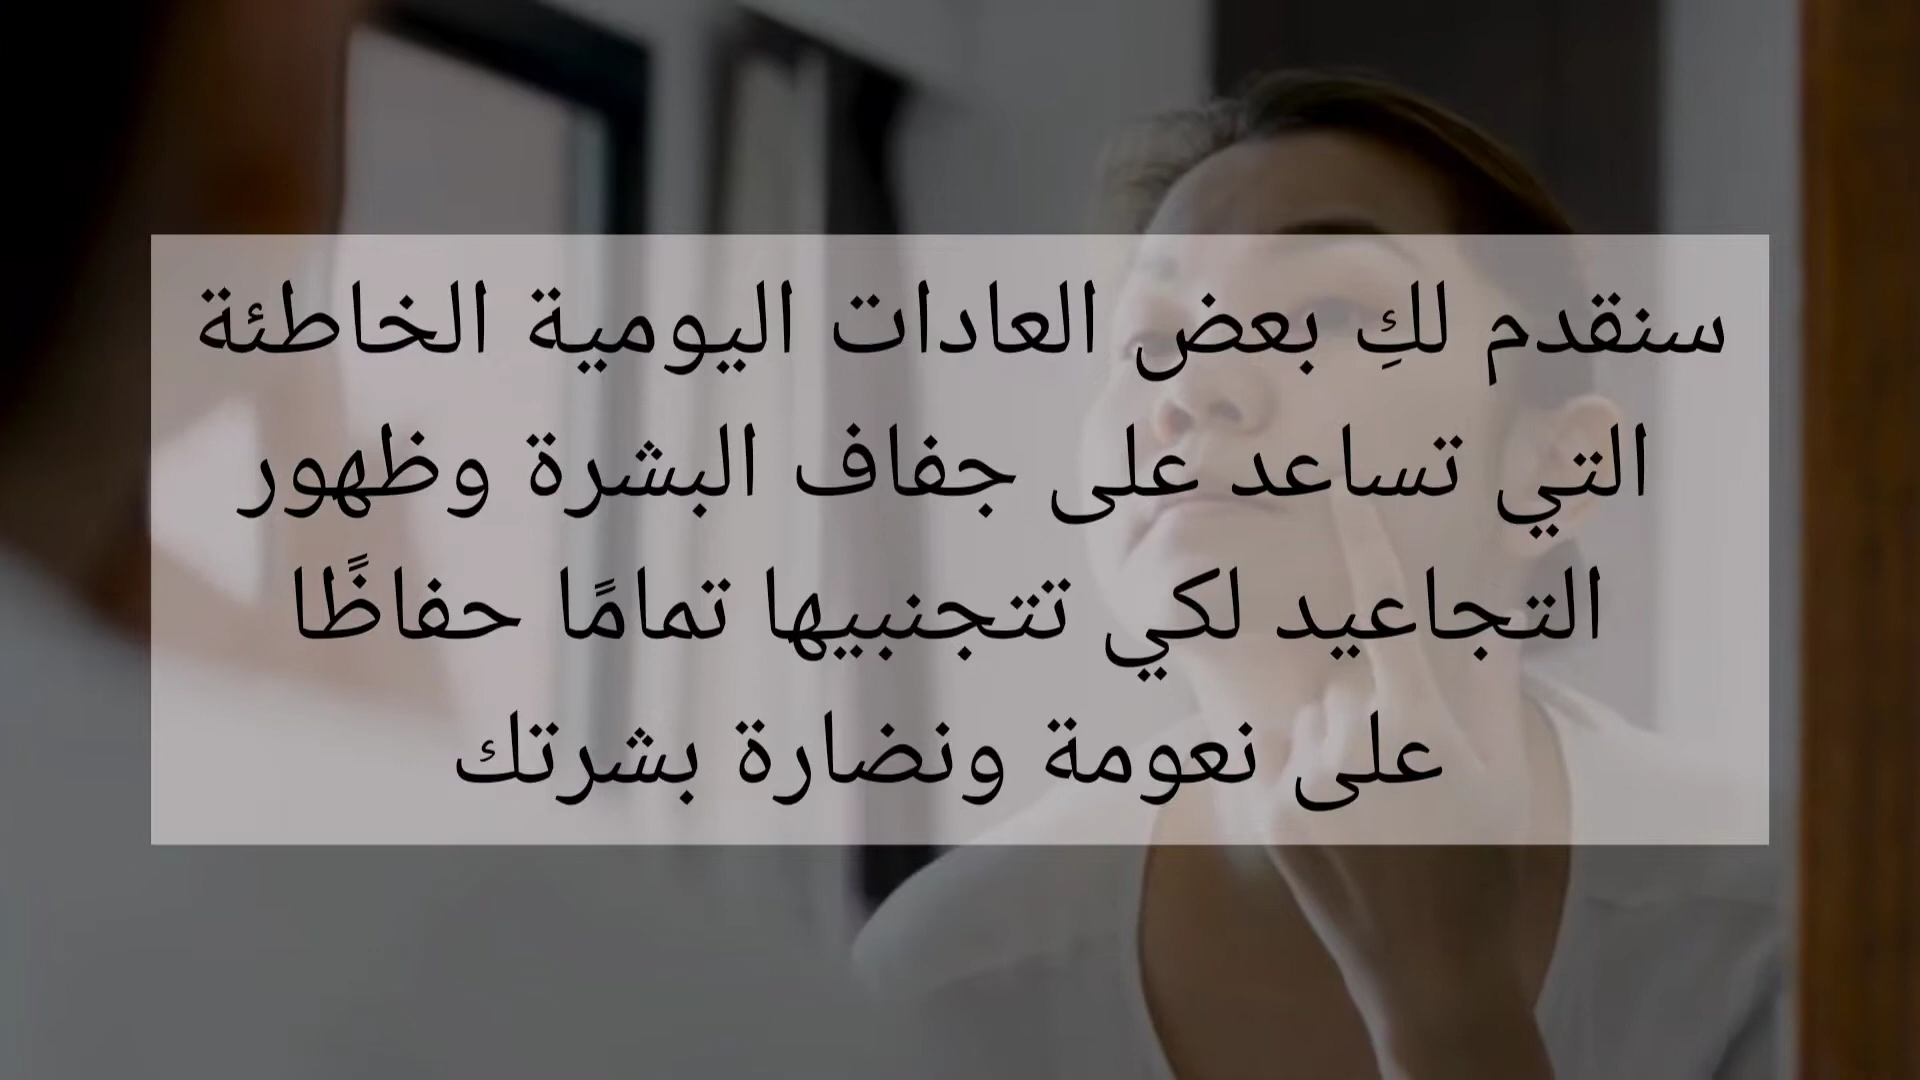 سنقدم لكِ بعض العادات اليومية الخاطئة
التي تساعد على جفاف البشرة وظهور
التجاعيد لكي تتجنبيها تمامًا حفاظًا
على نعومة ونضارة بشرتك